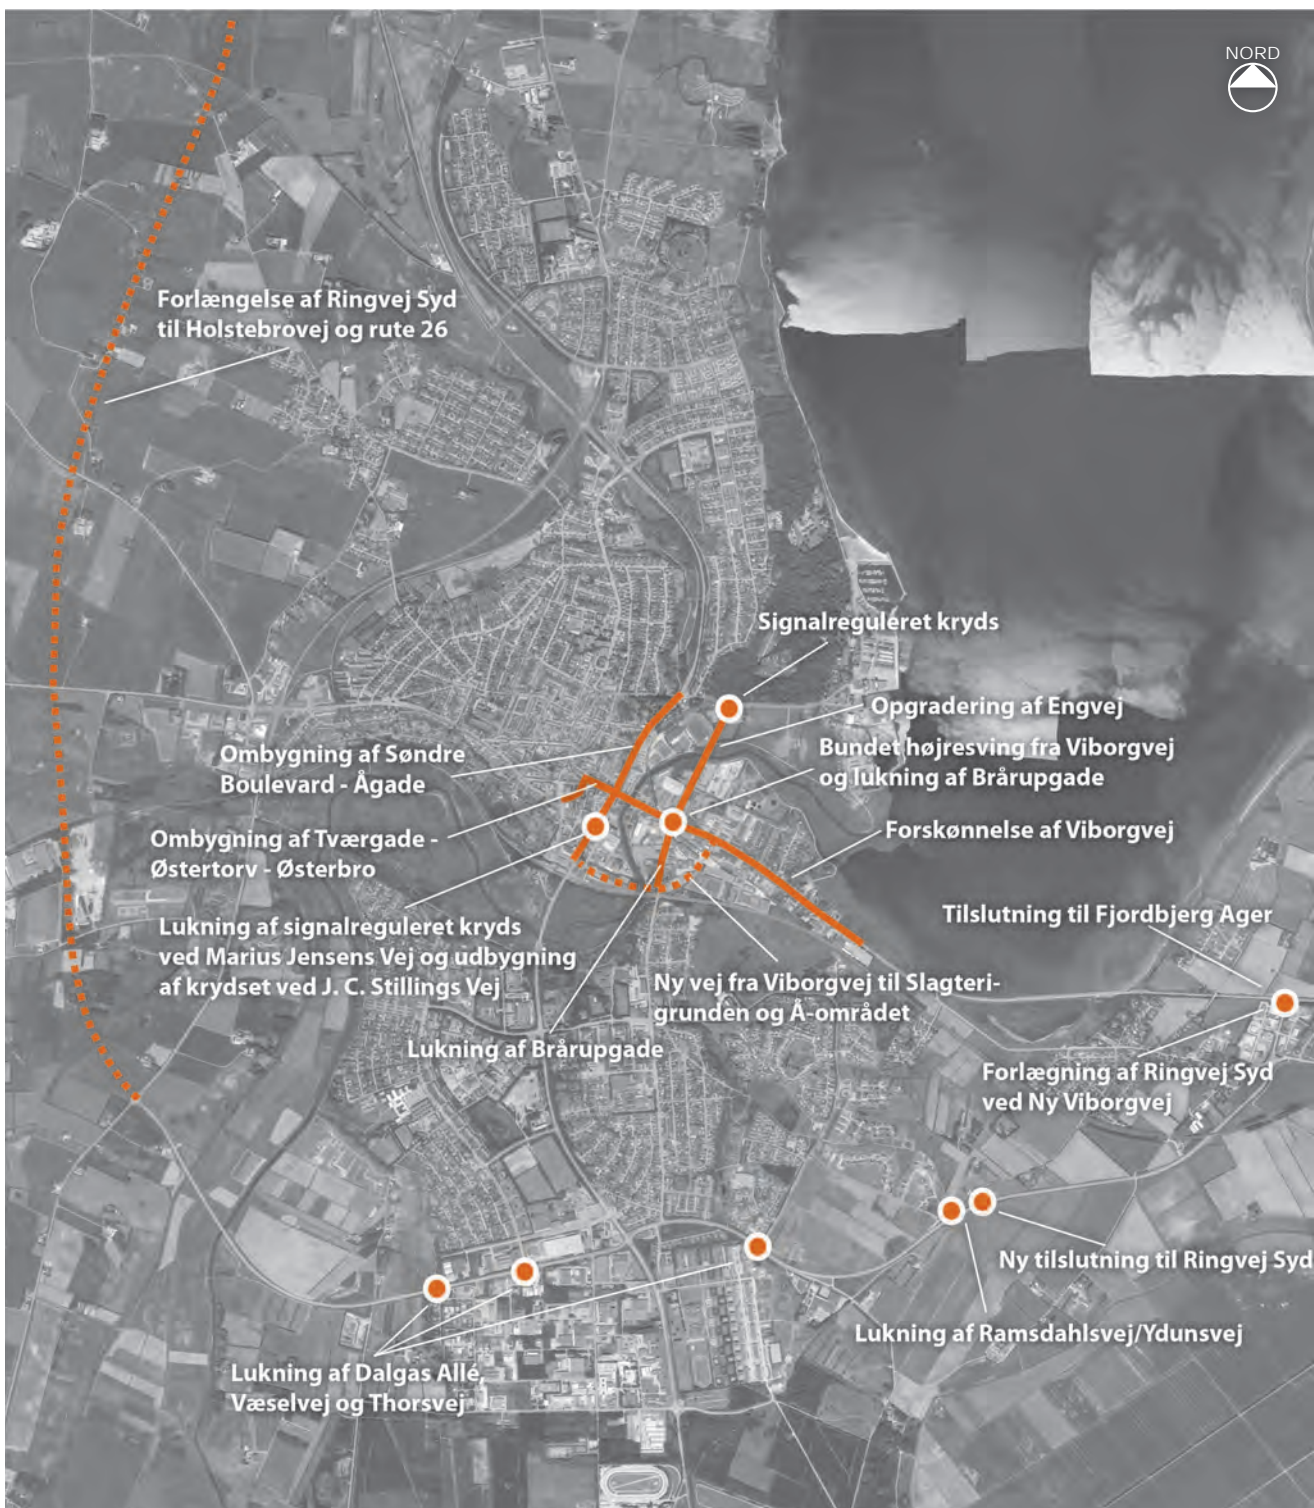 NORD
Forlængelse af Ringvej Syd
til Holstebrovej og rute 26
Signalreguleret kryds
Opgradering af Engvej
Ombygning af Søndre
Boulevard - Ågade
Bundet højresving fra Viborgvej
og lukning af Brårupgade
Ombygning af Tværgade -
Østertorv - Østerbro
Forskønnelse af Viborgvej
Lukning af signalreguleret kryds
ved Marius Jensens Vej og udbygning
af krydset ved J. C. Stillings Vej
Tilslutning til Fjordbjerg Ager
Ny vej fra Viborgvej til Slagteri-
grunden og Å-området
Lukning af Brårupgade
Forlægning af Ringvej Syd
ved Ny Viborgvej
Ny tilslutning til Ringvej Syd
Lukning af Ramsdahlsvej/Ydunsvej
Lukning af Dalgas Allé,
Væselvej og Thorsvej